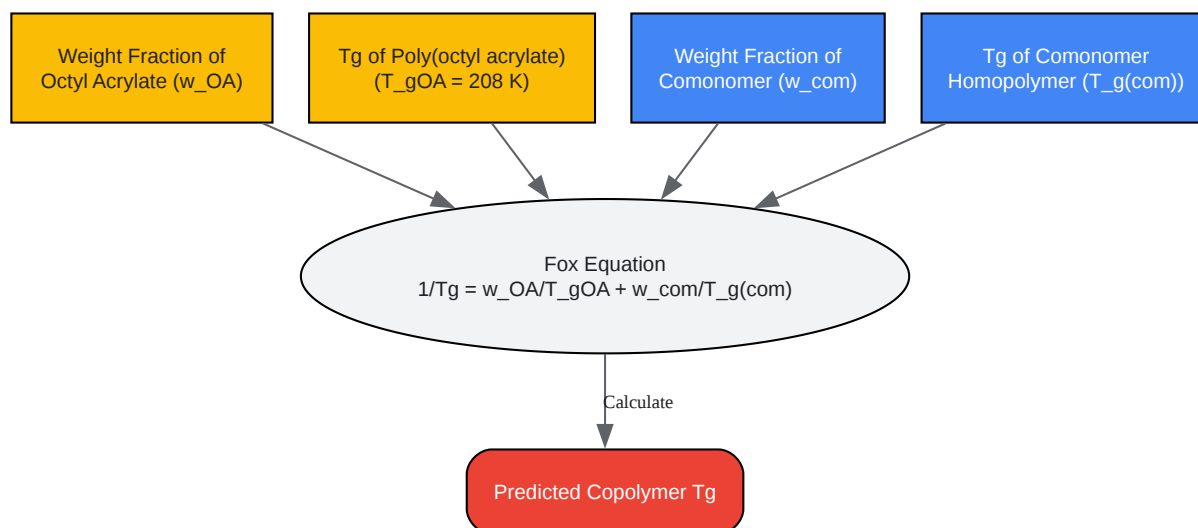 Weight Fraction of
Octyl Acrylate (w_OA)
Tg of Poly(octyl acrylate)
(T_gOA = 208 K)
Weight Fraction of
Comonomer (w_com)
Tg of Comonomer
Homopolymer (T_g(com))
Fox Equation
1/Tg = w_OA/T_gOA + w_com/T_g(com)
Calculate
Predicted Copolymer Tg